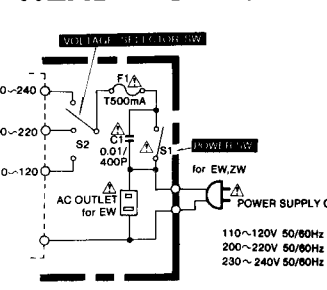 VOLTAGE SELECTOR SW
F1
T500mA
0~240
0~220
S2
C1
0.01/
400P
S1
POWER SW
0~120
for EW,ZW
AC OUTLET
for EW
POWER SUPPLY C
110~120V 50/60Hz
200~220V 50/60Hz
230~240V 50/60Hz